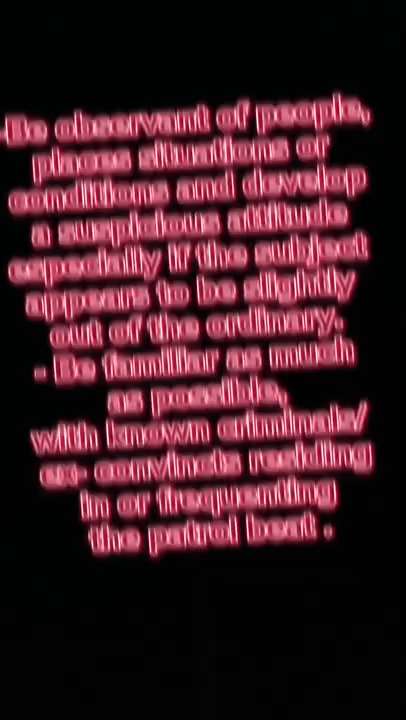 Be observant of people,
places situations or
conditions and develop
a suspicious attitude
especially if the subject
appears to be slightly
out of the ordinary.
• Be familiar as much
as possible,
with known criminals/
ex- convicts residing
in or frequenting
the patrol beat .